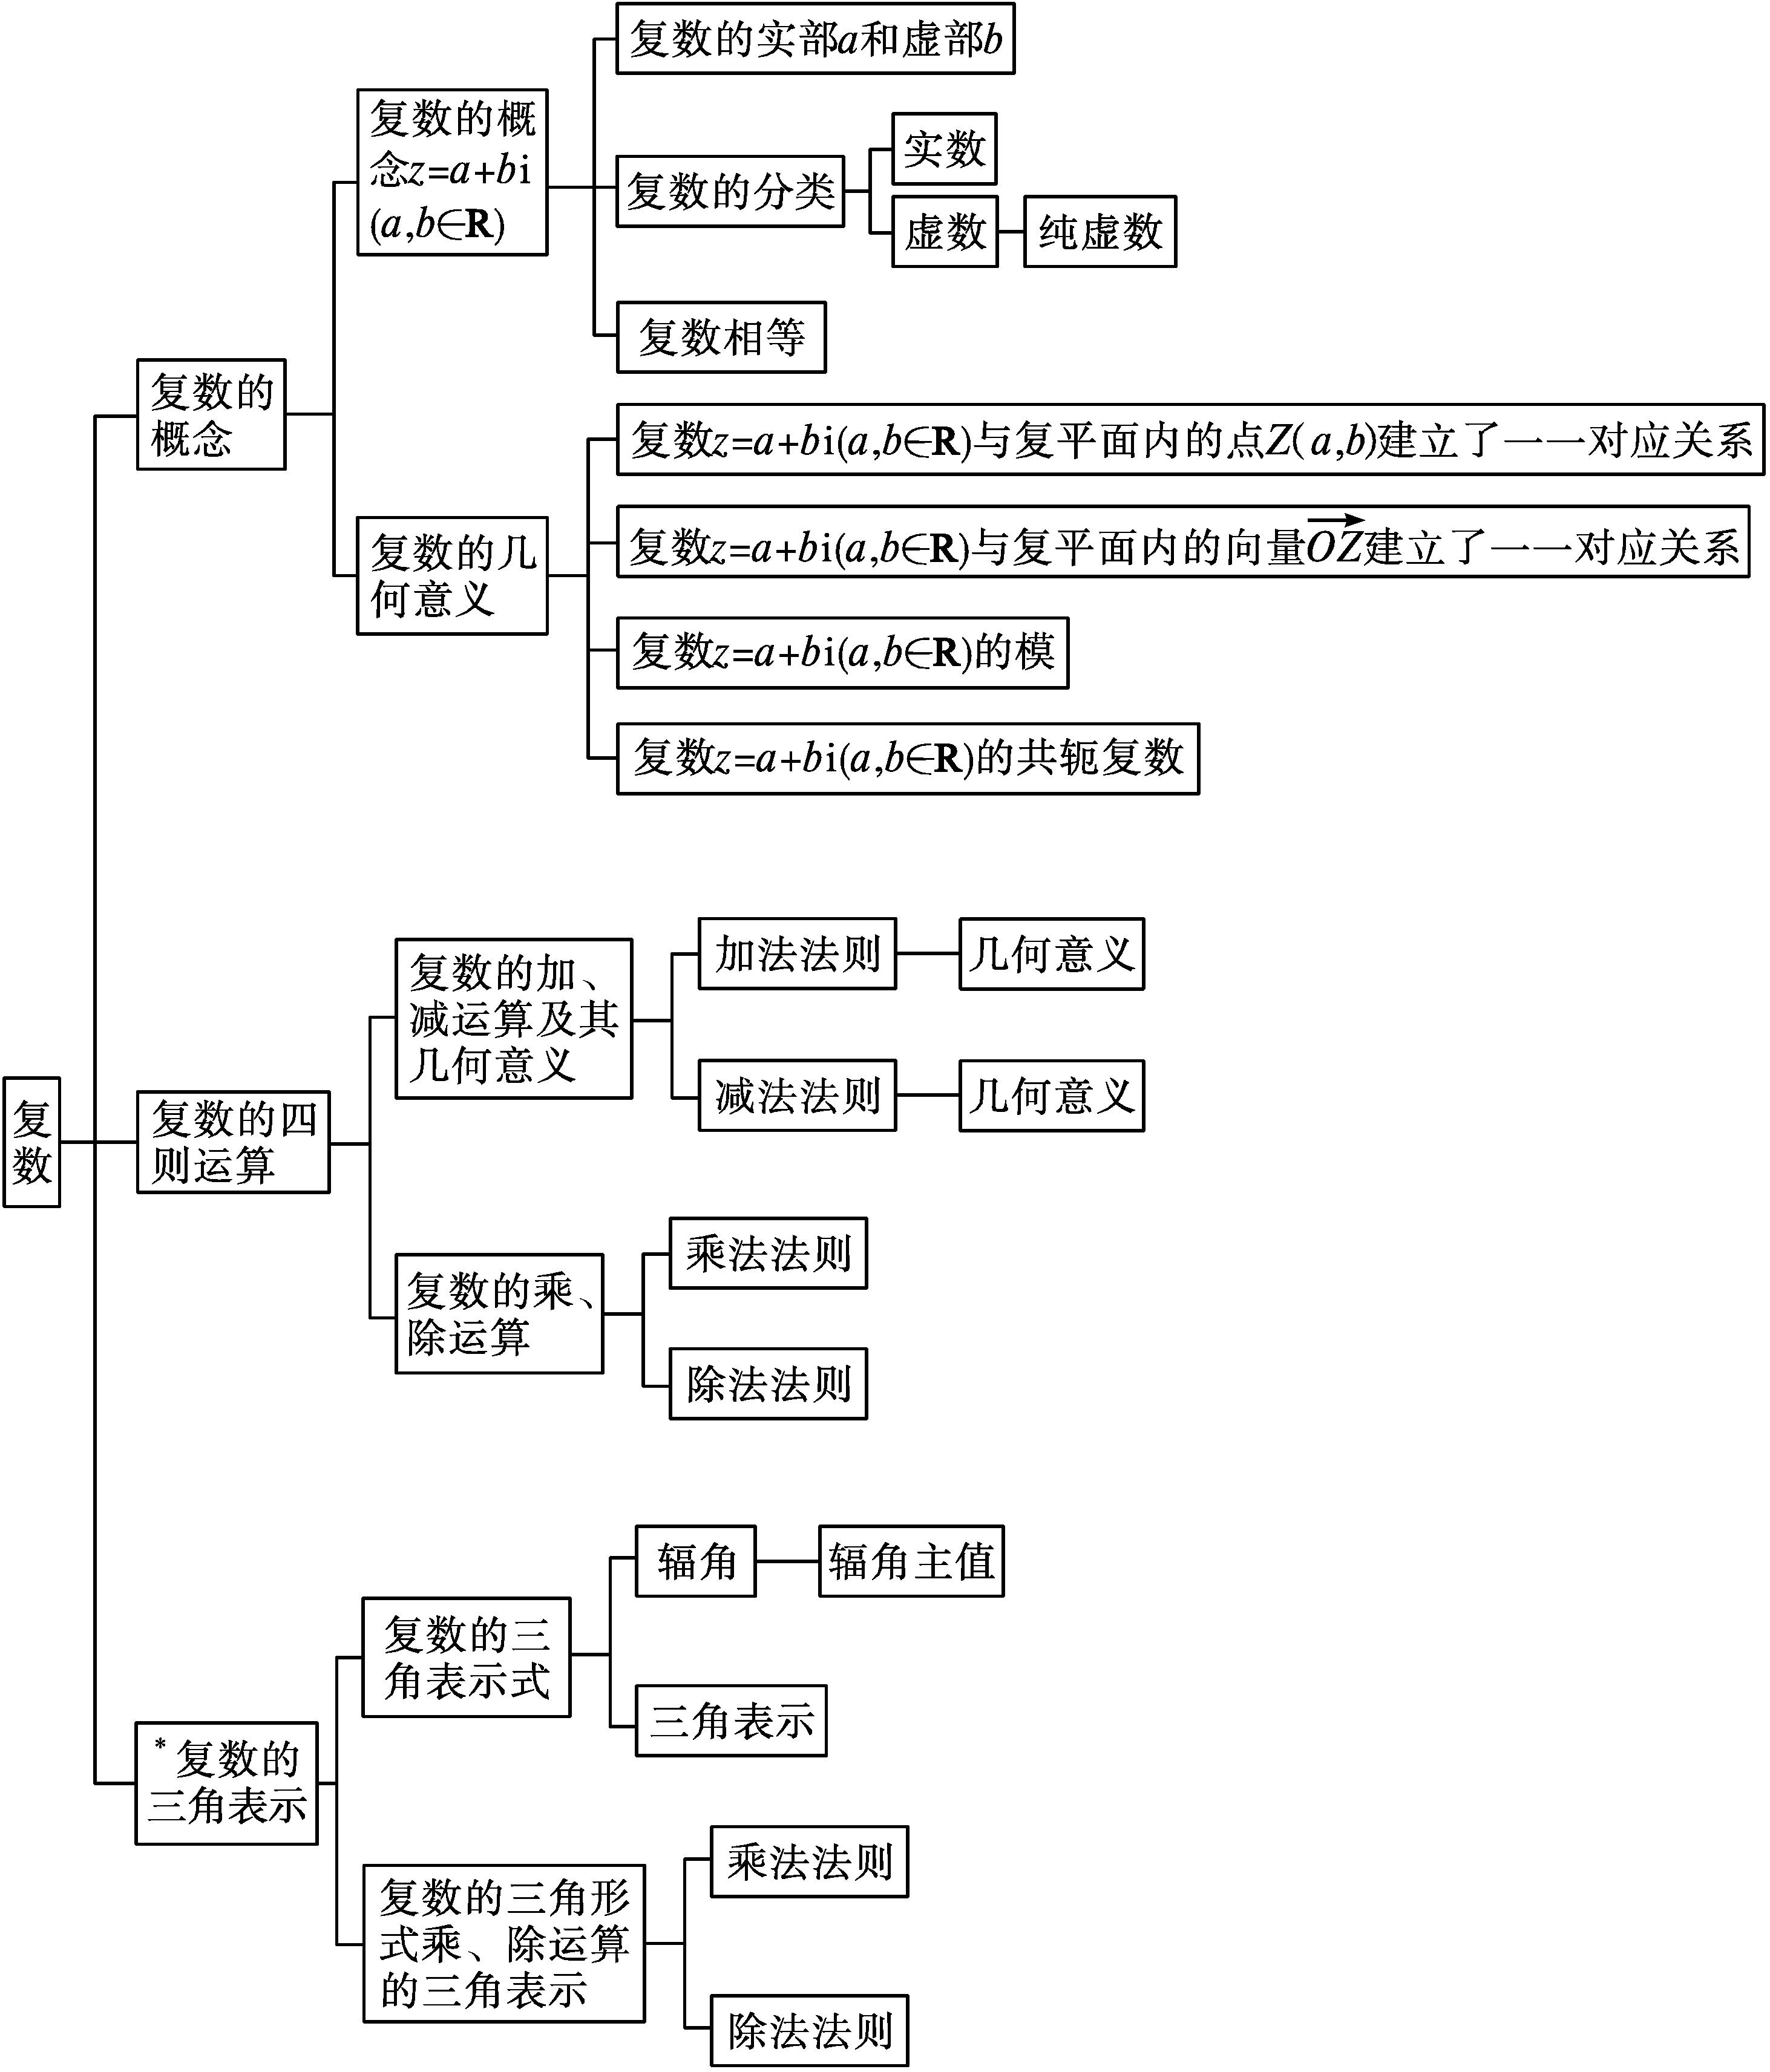 复数的实部a和虚部b
复数的概
念z=a+bi
(a,b∈R)
实数
复数的分类
虚数
纯虚数
复数相等
复数的
概念
复数z=a+bi(a,b∈R)与复平面内的点Z(a,b)建立了一一对应关系
复数的几
何意义
复数z=a+bi(a,b∈R)与复平面内的向量OZ建立了一一对应关系
复数z=a+bi(a,b∈R)的模
复数z=a+bi(a,b∈R)的共轭复数
复数的加、
减运算及其
几何意义
加法法则
几何意义
减法法则
几何意义
复
数
复数的四
则运算
复数的乘、
除运算
乘法法则
除法法则
辐角
辐角主值
复数的三
角表示式
三角表示
*复数的
三角表示
复数的三角形
式乘、除运算
的三角表示
乘法法则
除法法则